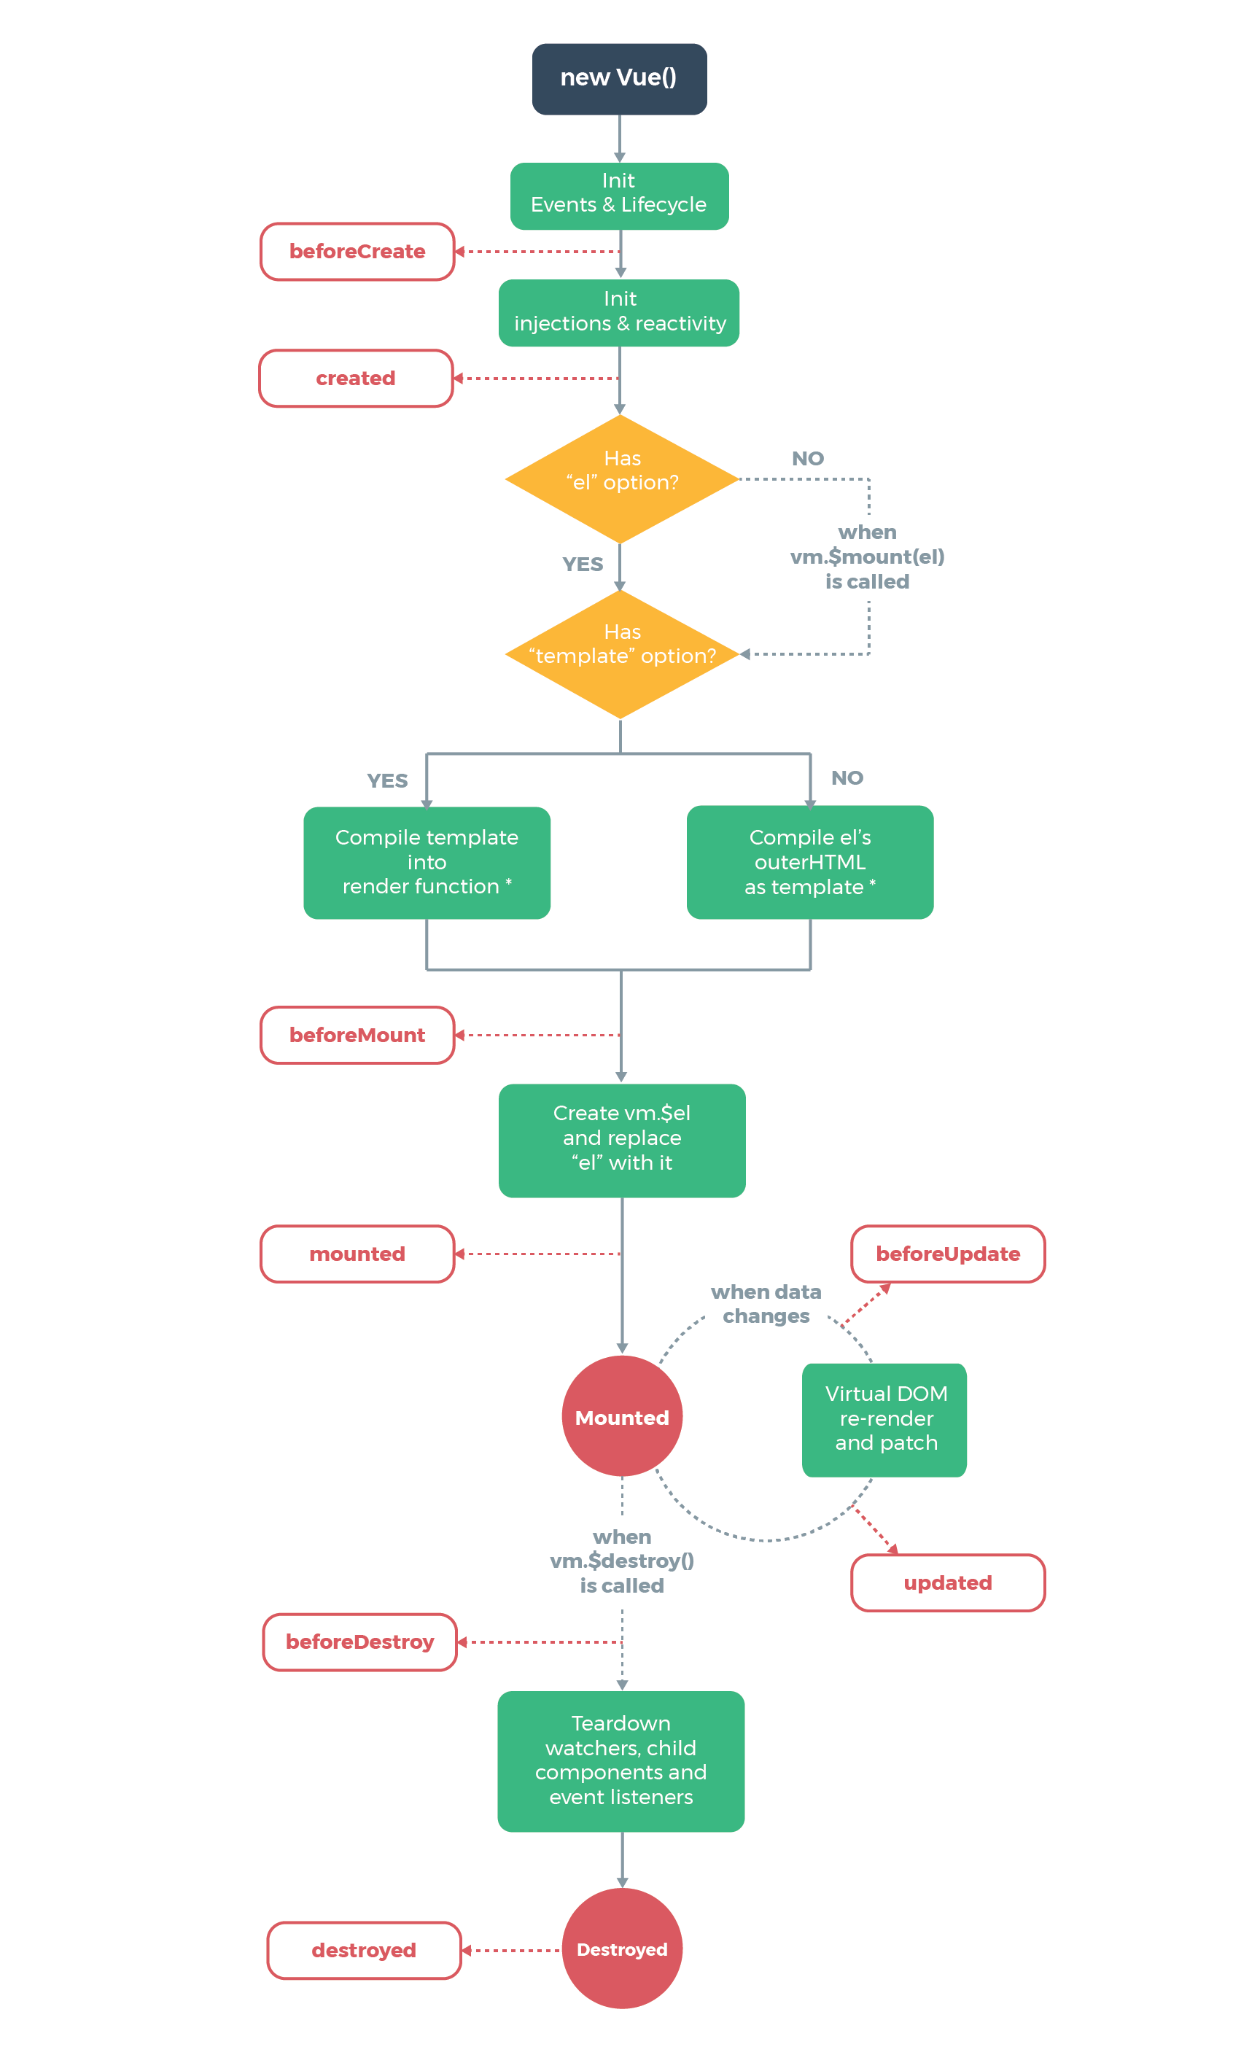 new Vue()
Init
Events & Lifecycle
beforeCreate
Init
injections & reactivity
created
Has
“el” option?
NO
when
vm.$mount(el)
is called
YES
Has
“template” option?
YES
NO
Compile template
into
render function *
Compile el’s
outerHTML
as template *
beforeMount
Create vm.$el
and replace
“el” with it
mounted
beforeUpdate
when data
changes
Mounted
Virtual DOM
re-render
and patch
when
vm.$destroy()
is called
updated
beforeDestroy
Teardown
watchers, child
components and
event listeners
destroyed
Destroyed